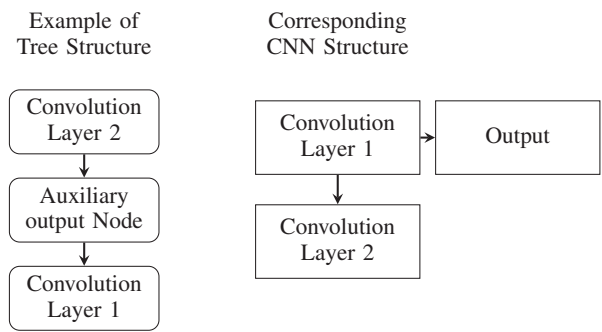 Example of
Tree Structure
Corresponding
CNN Structure
Convolution
Layer 2
Auxiliary
output Node
Convolution
Layer 1
Convolution
Layer 1
Output
Convolution
Layer 2